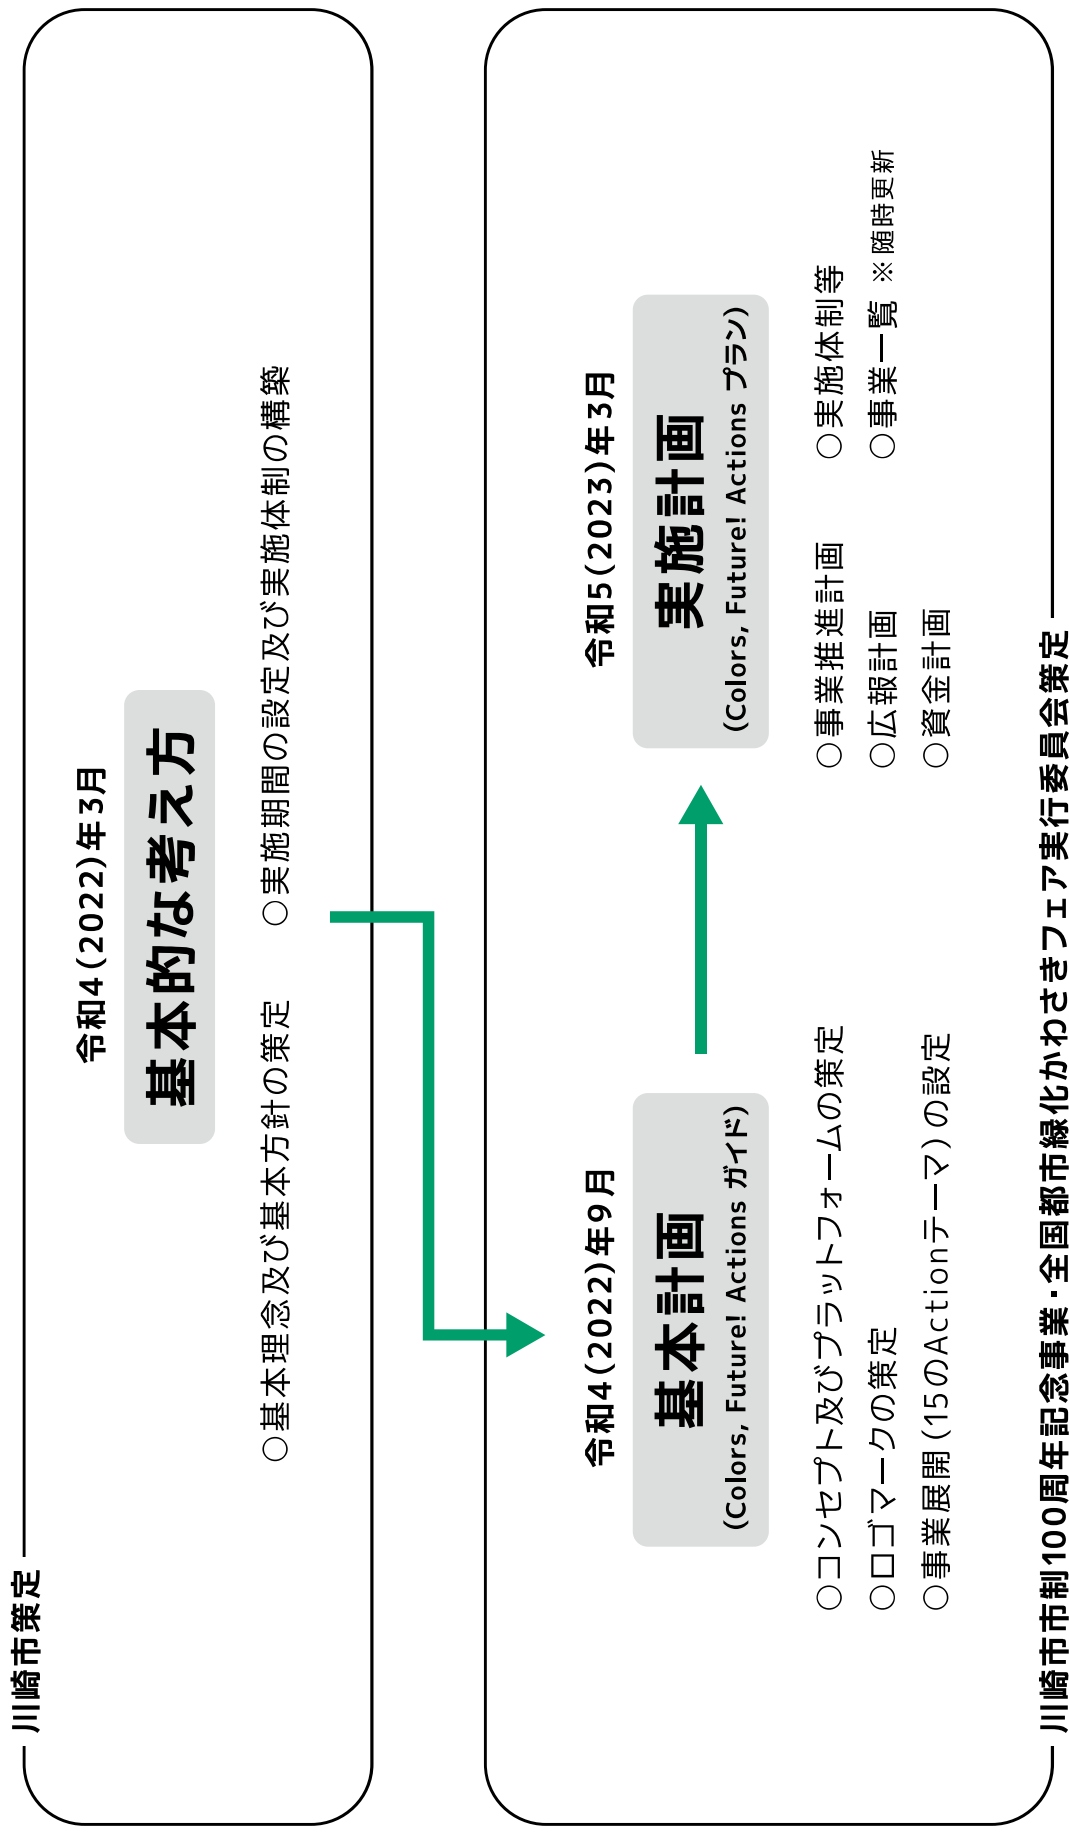 川崎市策定
令和4（2022）年3月
基本的な考え方
○基本理念及び基本方針の策定
○実施期間の設定及び実施体制の構築
令和4（2022）年9月
基本計画
（Colors, Future! Actions ガイド）
○コンセプト及びプラットフォームの策定
○ロゴマークの策定
○事業展開（15のActionテーマ）の設定
令和5（2023）年3月
実施計画
（Colors, Future! Actions プラン）
○事業推進計画
○広報計画
○資金計画
○実施体制等
○事業一覧 ※随時更新
川崎市市制100周年記念事業・全国都市緑化かわさきフェア実行委員会策定